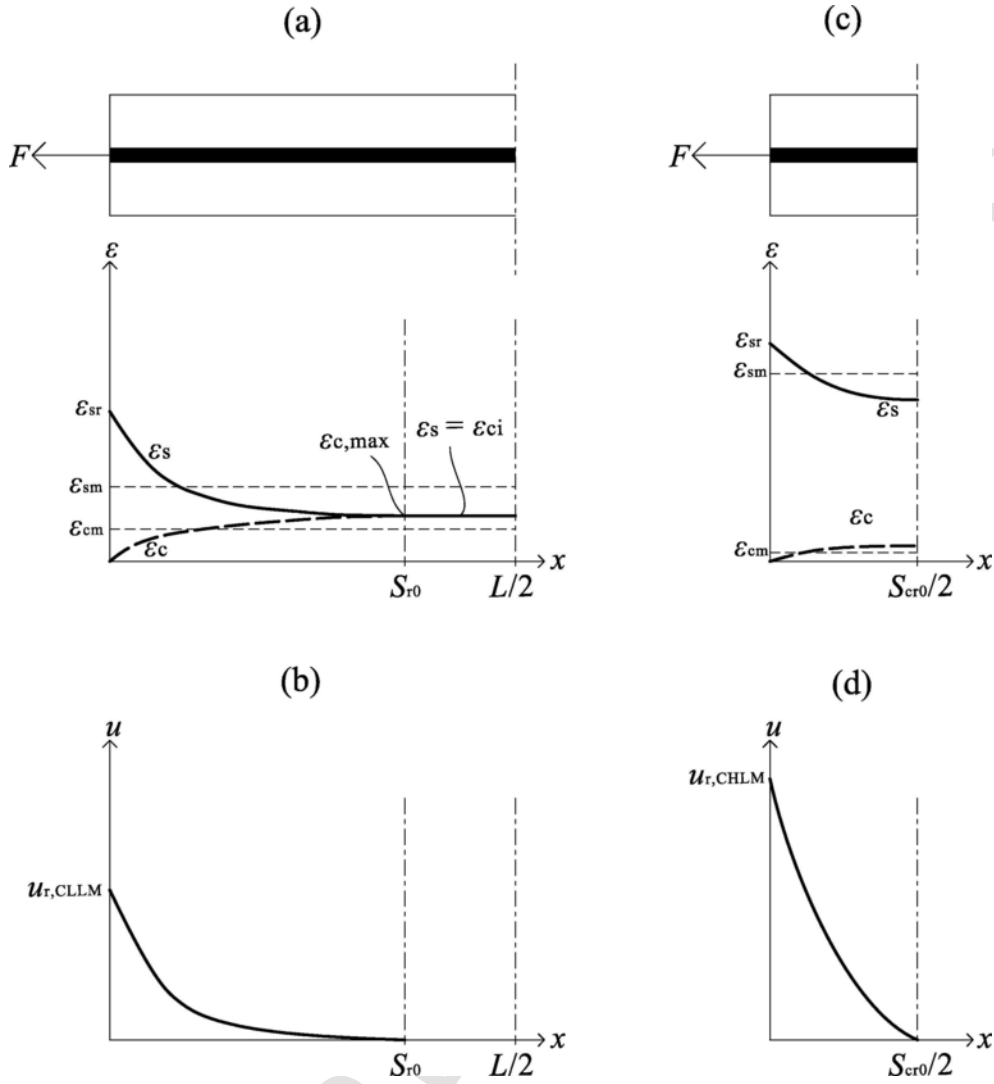 (a)
F
ε
εsr
εs
εc,max
εs = εci
εsm
εcm
εc
x
Sr0
L/2
(c)
F
ε
εsr
εsm
εs
εc
εcm
x
Scr0/2
(b)
u
ur,CLLM
x
Sr0
L/2
(d)
u
ur,CHLM
x
Scr0/2